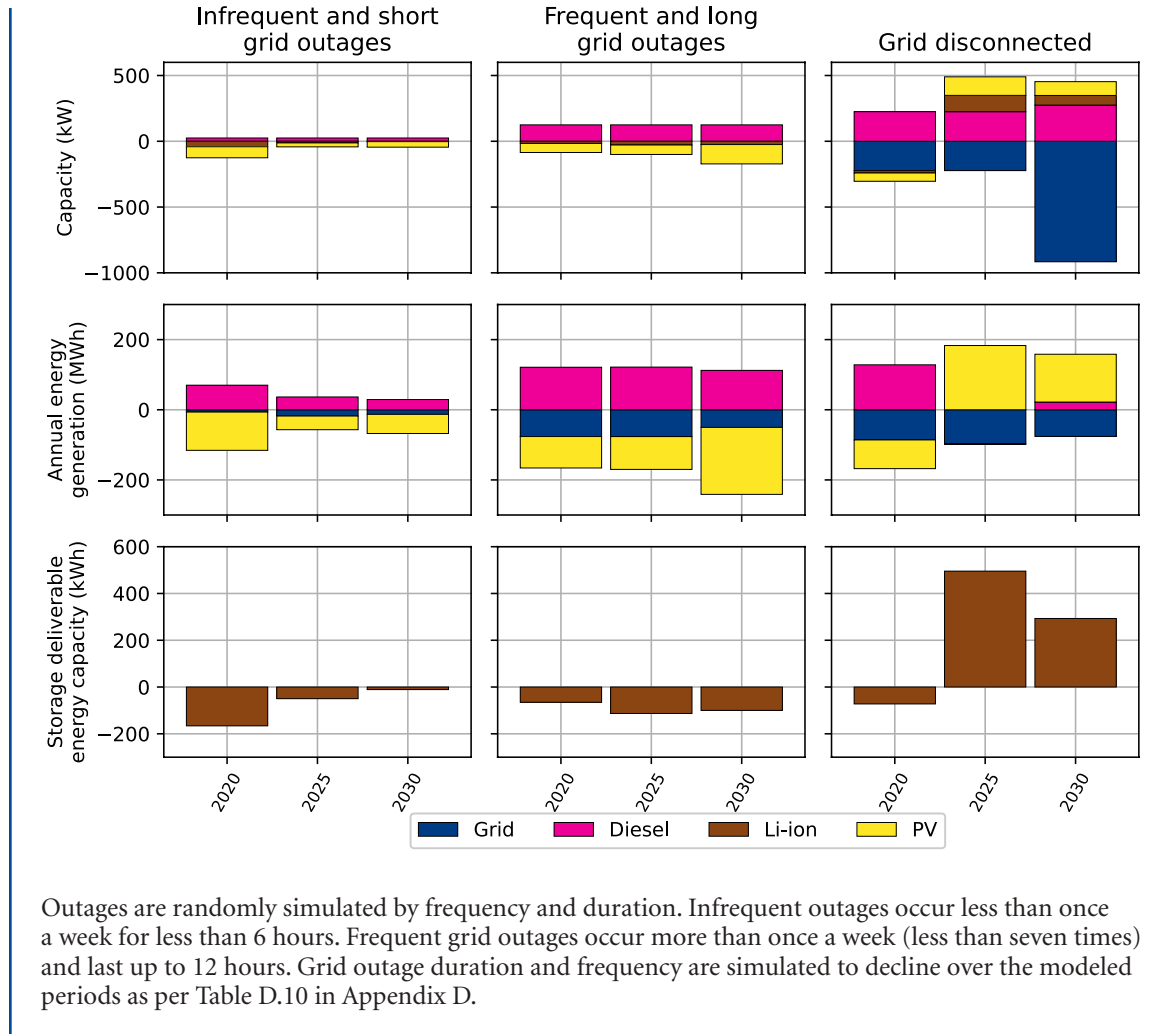 Infrequent and short
grid outages
Frequent and long
grid outages
Grid disconnected
Capacity (kW)
500
0
−500
−1000
Annual energy
generation (MWh)
200
0
−200
Storage deliverable
energy capacity (kWh)
600
400
200
0
−200
2020
2025
2030
2020
2025
2030
2020
2025
2030
Grid
Diesel
Li-ion
PV
Outages are randomly simulated by frequency and duration. Infrequent outages occur less than once
a week for less than 6 hours. Frequent grid outages occur more than once a week (less than seven times)
and last up to 12 hours. Grid outage duration and frequency are simulated to decline over the modeled
periods as per Table D.10 in Appendix D.